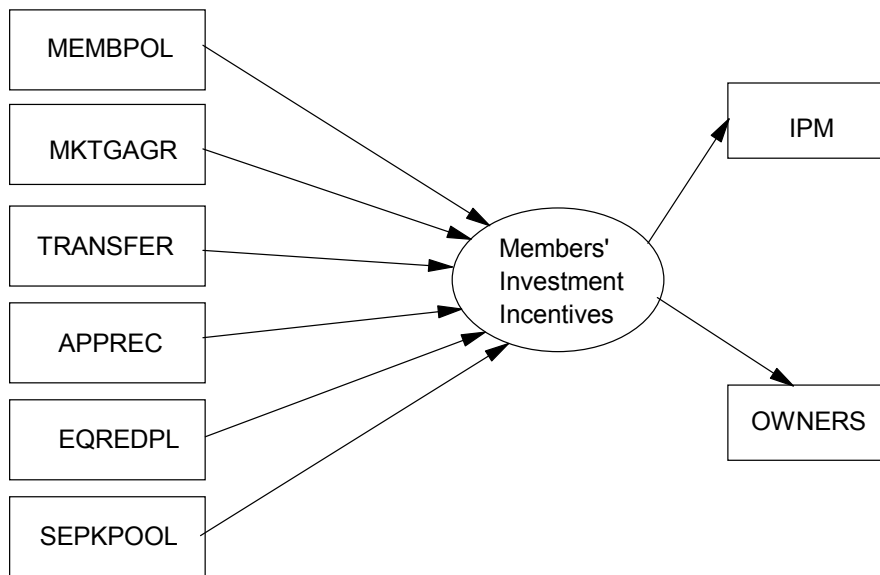 MEMBPOL
MKTGAGR
TRANSFER
APPREC
EQREDPL
SEPKPOOL
Members'
Investment
Incentives
IPM
OWNERS